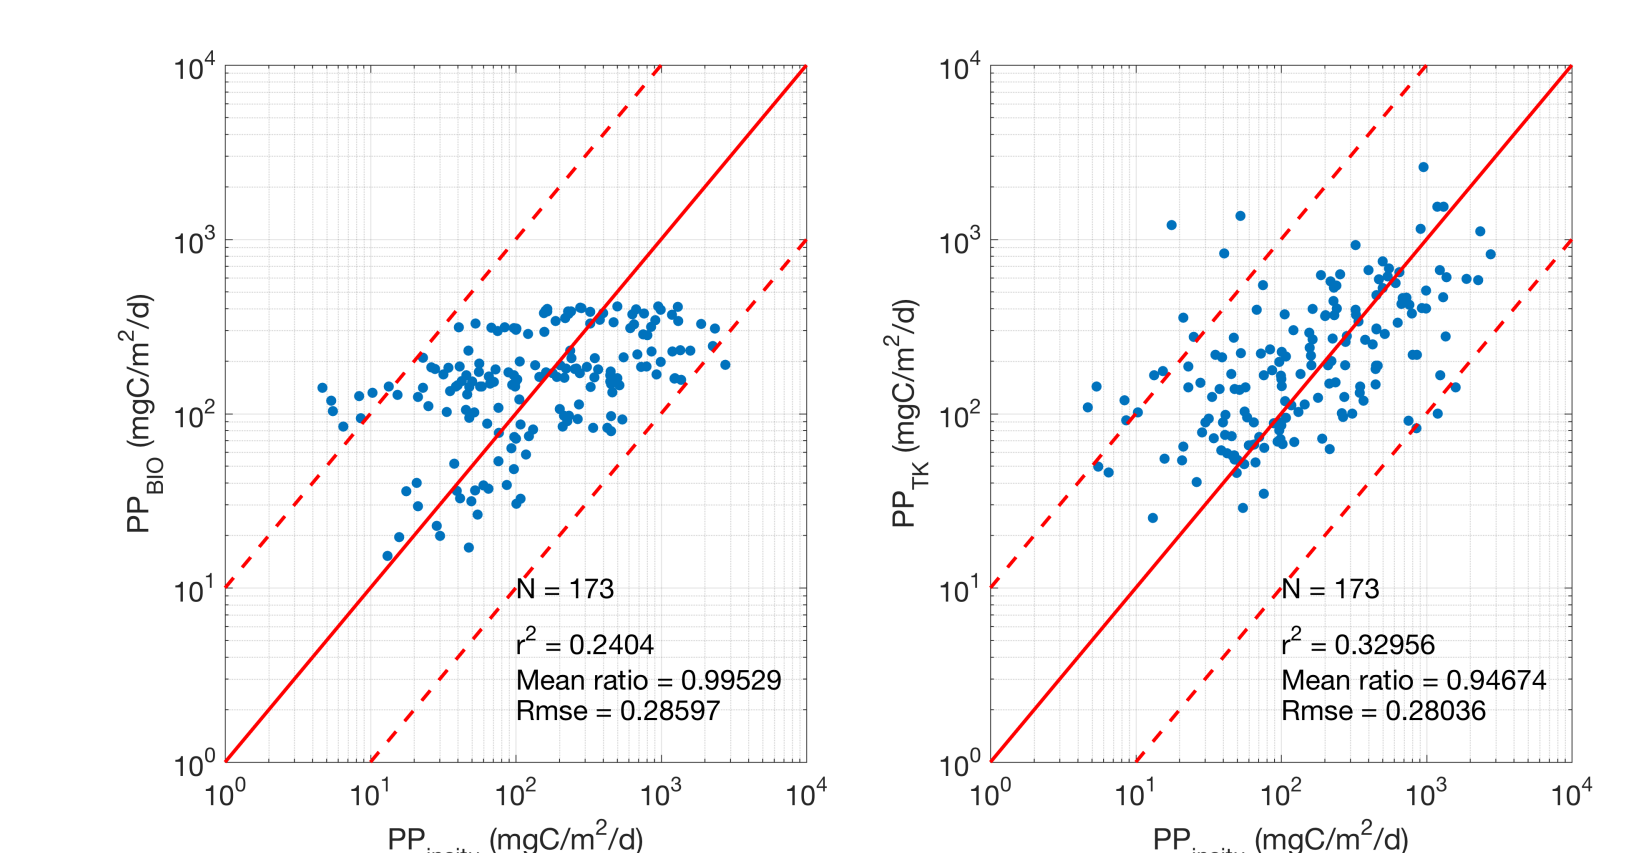 10^4
10^3
10^2
10^1
10^0
PP_BIO (mgC/m^2/d)
N = 173
r^2 = 0.2404
Mean ratio = 0.99529
Rmse = 0.28597
10^0 10^1 10^2 10^3 10^4
PP_insitu (mgC/m^2/d)
10^4
10^3
10^2
10^1
10^0
PP_TK (mgC/m^2/d)
N = 173
r^2 = 0.32956
Mean ratio = 0.94674
Rmse = 0.28036
10^0 10^1 10^2 10^3 10^4
PP_insitu (mgC/m^2/d)